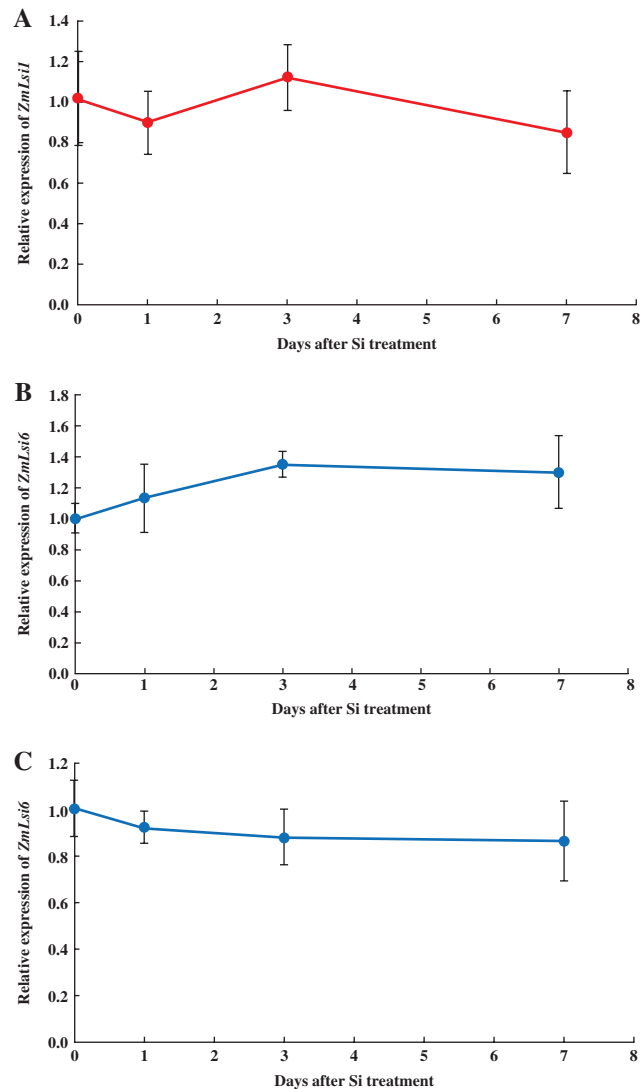 A
1.4
1.2
1.0
0.8
0.6
0.4
0.2
0.0
Relative expression of ZmLsi1
0 1 2 3 4 5 6 7 8
Days after Si treatment
B
1.8
1.6
1.4
1.2
1.0
0.8
0.6
0.4
0.2
0.0
Relative expression of ZmLsi6
0 1 2 3 4 5 6 7 8
Days after Si treatment
C
1.2
1.0
0.8
0.6
0.4
0.2
0.0
Relative expression of ZmLsi6
0 1 2 3 4 5 6 7 8
Days after Si treatment